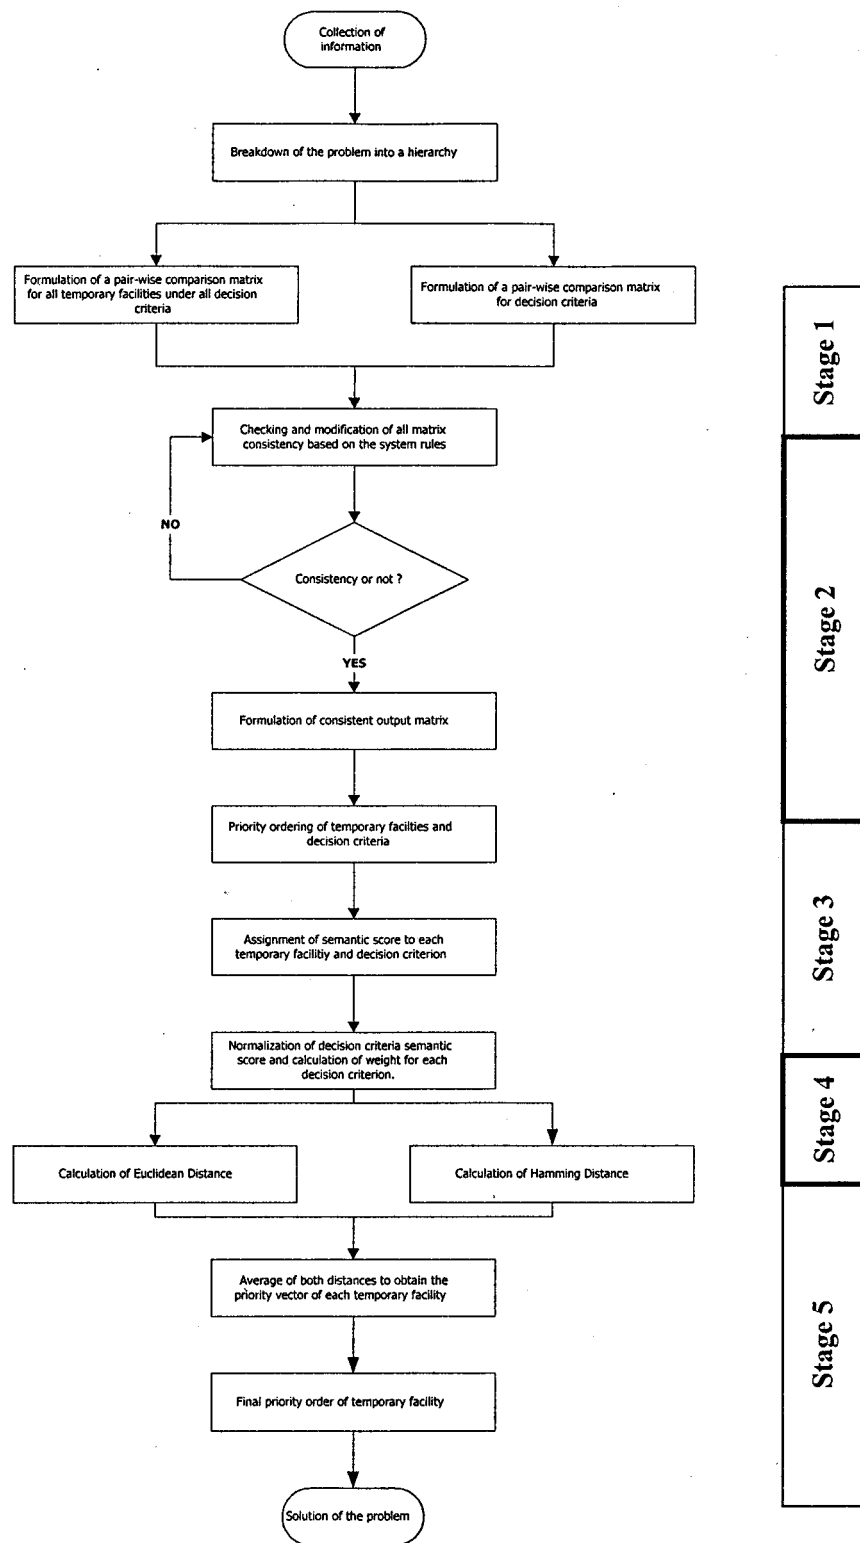 Collection of
information
Breakdown of the problem into a hierarchy
Formulation of a pair-wise comparison matrix
for all temporary facilities under all decision
criteria
Formulation of a pair-wise comparison matrix
for decision criteria
Stage 1
Checking and modification of all matrix
consistency based on the system rules
NO
Consistency or not ?
YES
Stage 2
Formulation of consistent output matrix
Priority ordering of temporary facilties and
decision criteria
Assignment of semantic score to each
temporary facilitiy and decision criterion
Stage 3
Normalization of decision criteria semantic
score and calculation of weight for each
decision criterion.
Stage 4
Calculation of Euclidean Distance
Calculation of Hamming Distance
Average of both distances to obtain the
priority vector of each temporary facility
Stage 5
Final priority order of temporary facility
Solution of the problem